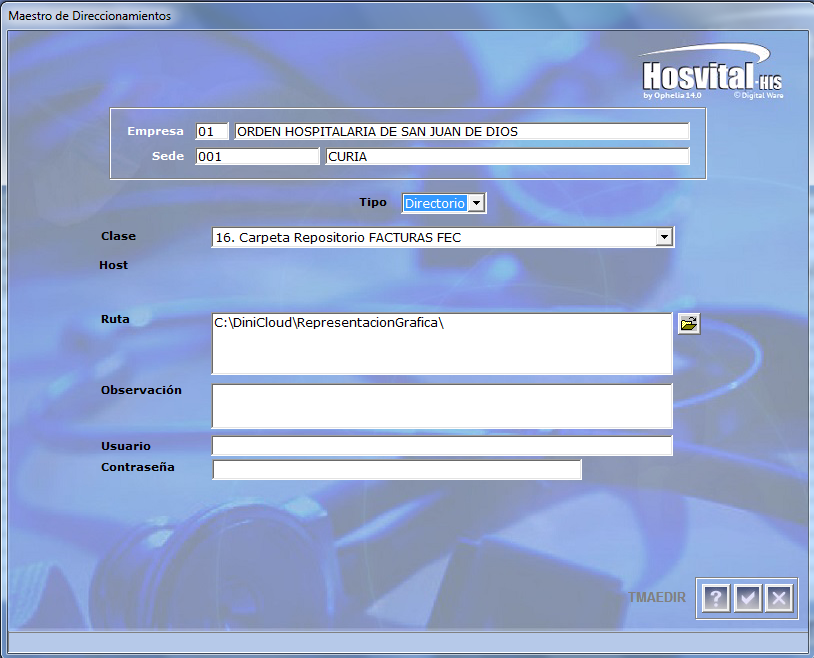 Maestro de Direccionamientos
Hosvital-HIS
by Ophelia 14.0 © Digital Ware
Empresa 01 ORDEN HOSPITALARIA DE SAN JUAN DE DIOS
Sede 001 CURIA
Tipo Directorio
Clase 16. Carpeta Repositorio FACTURAS FEC
Host
Ruta C:\DiniCloud\RepresentacionGrafica\
Observación
Usuario
Contraseña
TMAEDIR ?